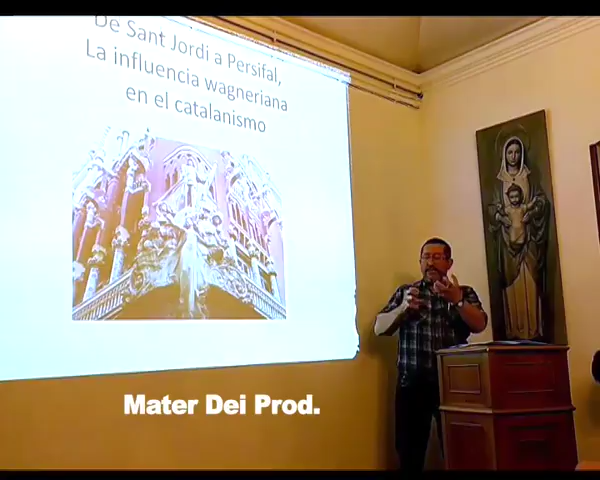 De Sant Jordi a Persifal,
La influencia wagneriana
en el catalanismo
Mater Dei Prod.